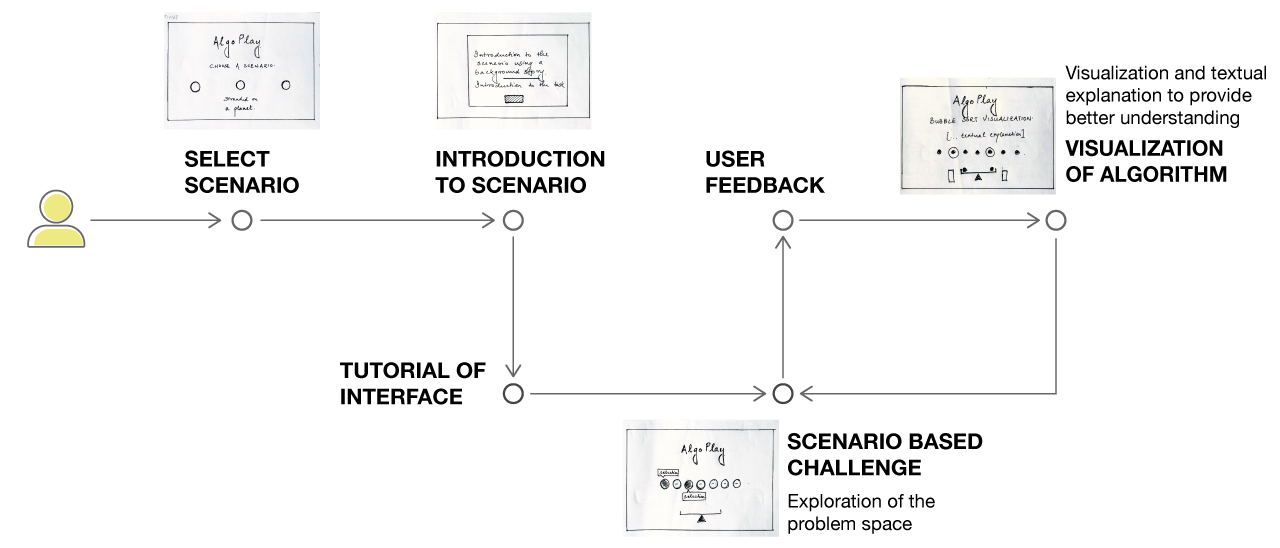 Algo Play
CHOOSE A SCENARIO.
stranded on
a planet.
SELECT
SCENARIO
Introduction to the
scenario using a
background story
Introduction to the task
INTRODUCTION
TO SCENARIO
USER
FEEDBACK
Algo Play
BUBBLE SORT VISUALIZATION.
[... textual explanation]
Visualization and textual
explanation to provide
better understanding
VISUALIZATION
OF ALGORITHM
TUTORIAL OF
INTERFACE
Algo Play
selection
selection
SCENARIO BASED
CHALLENGE
Exploration of the
problem space